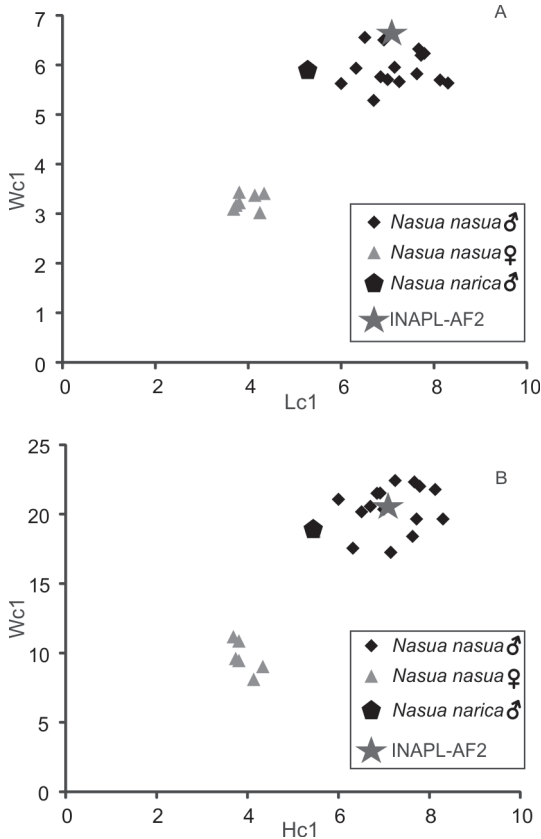 A
7
6
5
4
3
2
1
0
Wc1
Nasua nasua♂
Nasua nasua♀
Nasua narica♂
INAPL-AF2
0 2 4 6 8 10
Lc1
B
25
20
15
10
5
0
Wc1
Nasua nasua♂
Nasua nasua♀
Nasua narica♂
INAPL-AF2
0 2 4 6 8 10
Hc1